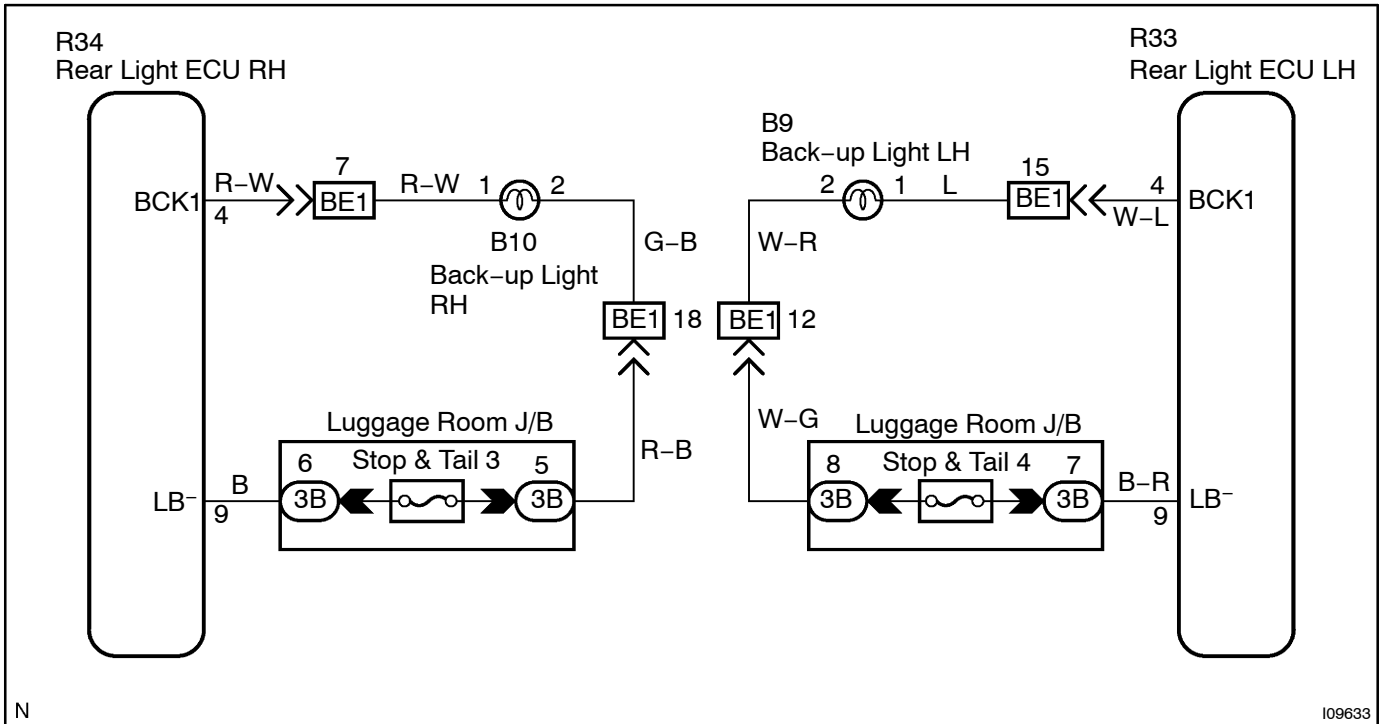 R34
Rear Light ECU RH
R33
Rear Light ECU LH
B9
Back−up Light LH
BCK1
R−W
4
7
BE1
R−W
1
2
B10
Back−up Light
RH
G−B
BE1
18
R−B
2
1
L
15
BE1
4
W−L
BCK1
W−R
BE1
12
W−G
Luggage Room J/B
Stop & Tail 3
6
3B
5
3B
LB−
B
9
Luggage Room J/B
Stop & Tail 4
8
3B
7
3B
B−R
9
LB−
N
I09633